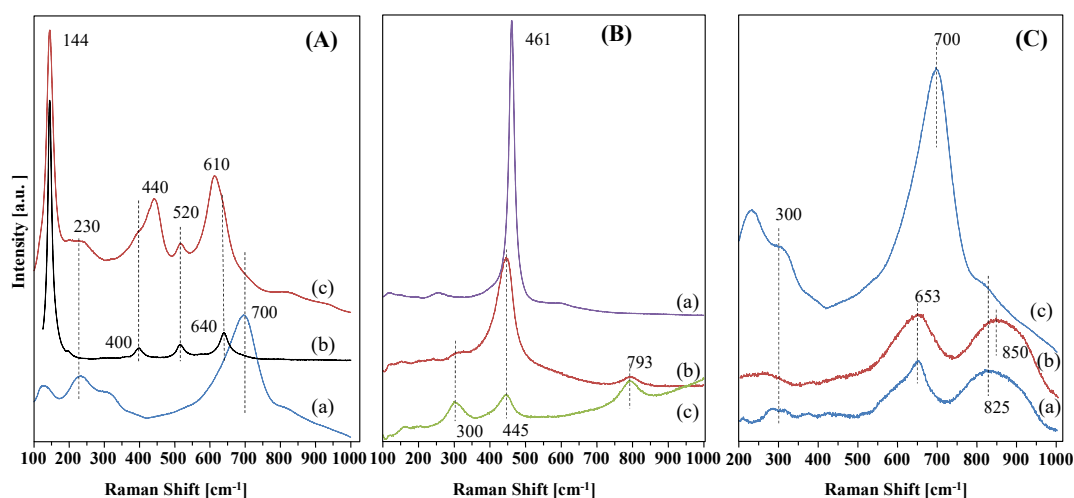 (A)
144
610
440
520
230
(c)
700
640
400
(b)
(a)
Intensity [a.u.]
100 200 300 400 500 600 700 800 900 1000
Raman Shift [cm-1]
(B)
461
(a)
793
(b)
(c)
300
445
100 200 300 400 500 600 700 800 900 1000
Raman Shift [cm-1]
700
(C)
300
653
(c)
850
(b)
825
(a)
200 300 400 500 600 700 800 900 1000
Raman Shift [cm-1]